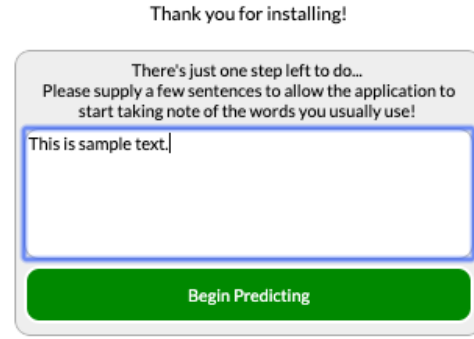 Thank you for installing!
There's just one step left to do...
Please supply a few sentences to allow the application to
start taking note of the words you usually use!
This is sample text.
Begin Predicting